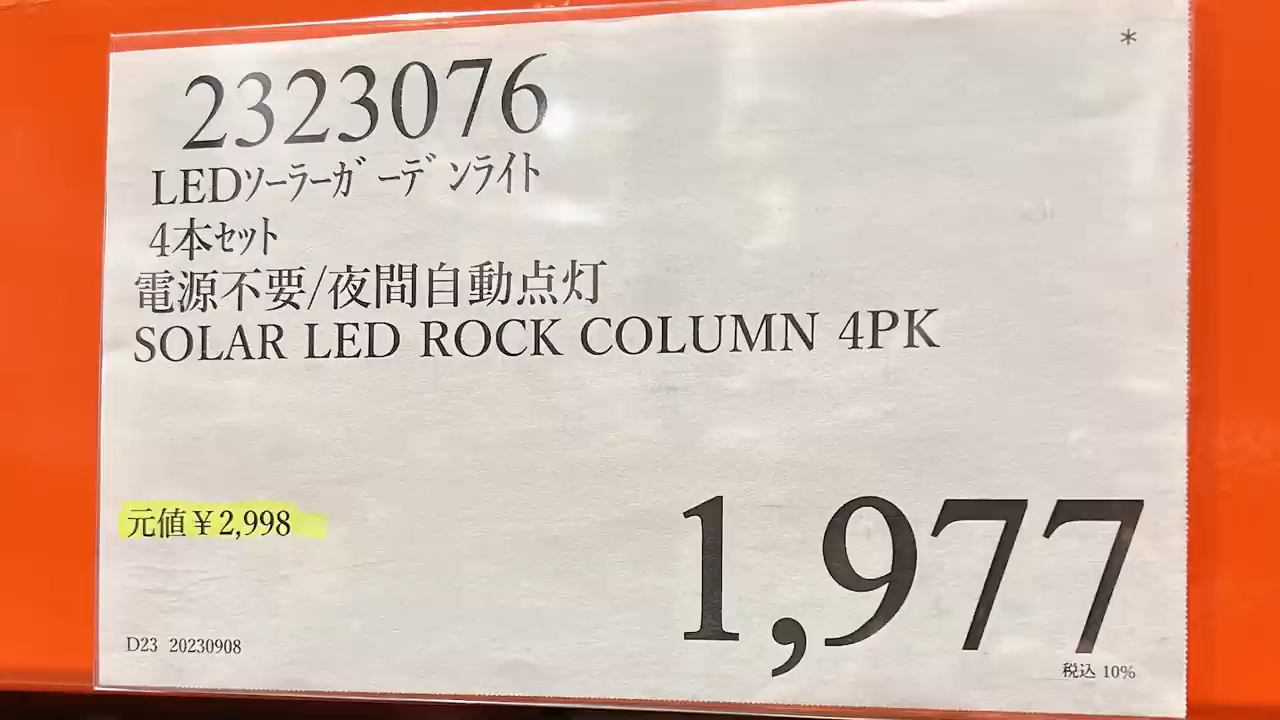 *
2323076
LEDｿｰﾗｰｶﾞｰﾃﾞﾝﾗｲﾄ
4本ｾｯﾄ
電源不要/夜間自動点灯
SOLAR LED ROCK COLUMN 4PK
元値￥2,998
1,977
税込 10%
D23 20230908